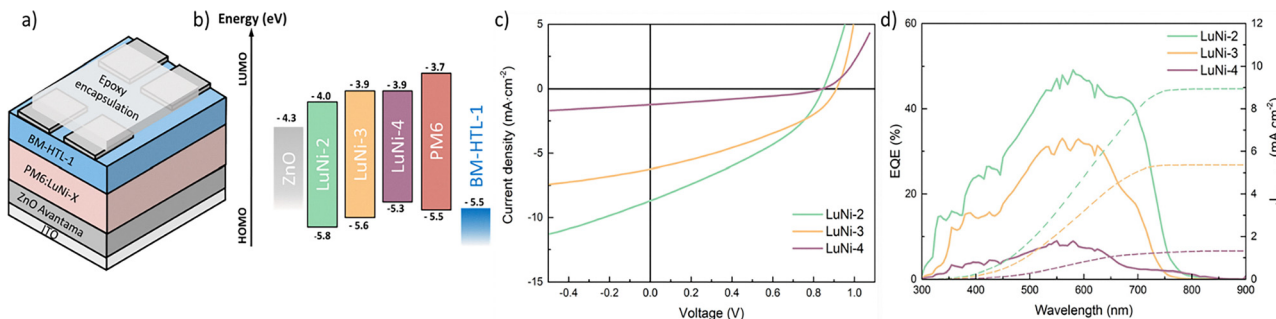 a)
Epoxy
encapsulation
BM-HTL-1
PM6:LuNi-X
ZnO Avantama
ITO
b)
Energy (eV)
LUMO
HOMO
- 4.3
ZnO
- 4.0
LuNi-2
- 5.8
- 3.9
LuNi-3
- 5.6
- 3.9
LuNi-4
- 5.3
- 3.7
PM6
- 5.5
BM-HTL-1
- 5.5
c)
Current density (mA·cm-2)
5
0
-5
-10
-15
LuNi-2
LuNi-3
LuNi-4
-0.4 -0.2 0.0 0.2 0.4 0.6 0.8 1.0
Voltage (V)
d)
EQE (%)
60
40
20
0
LuNi-2
LuNi-3
LuNi-4
12
10
8
6
4
2
0
(mA cm-2)
300 400 500 600 700 800 900
Wavelength (nm)